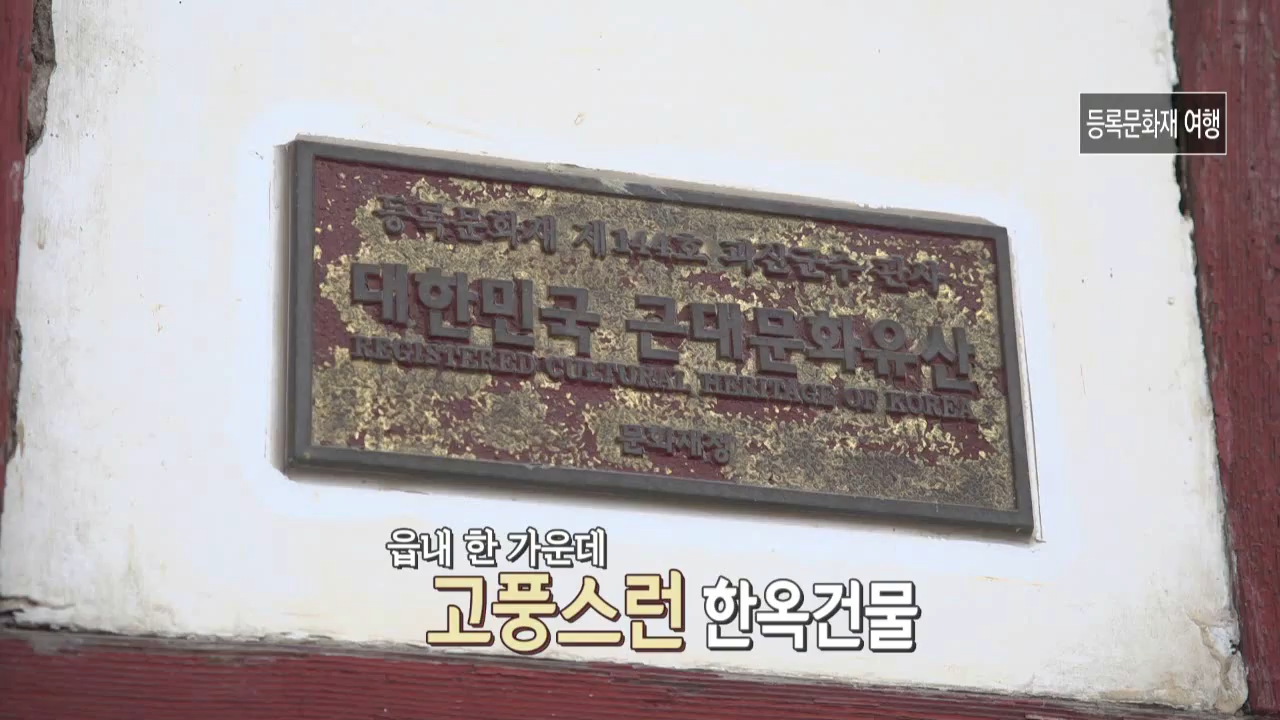 등록문화재 여행
등록문화재 제144호 괴산군수 관사
대한민국 근대문화유산
REGISTERED CULTURAL HERITAGE OF KOREA
문화재청
읍내 한 가운데
고풍스런 한옥건물